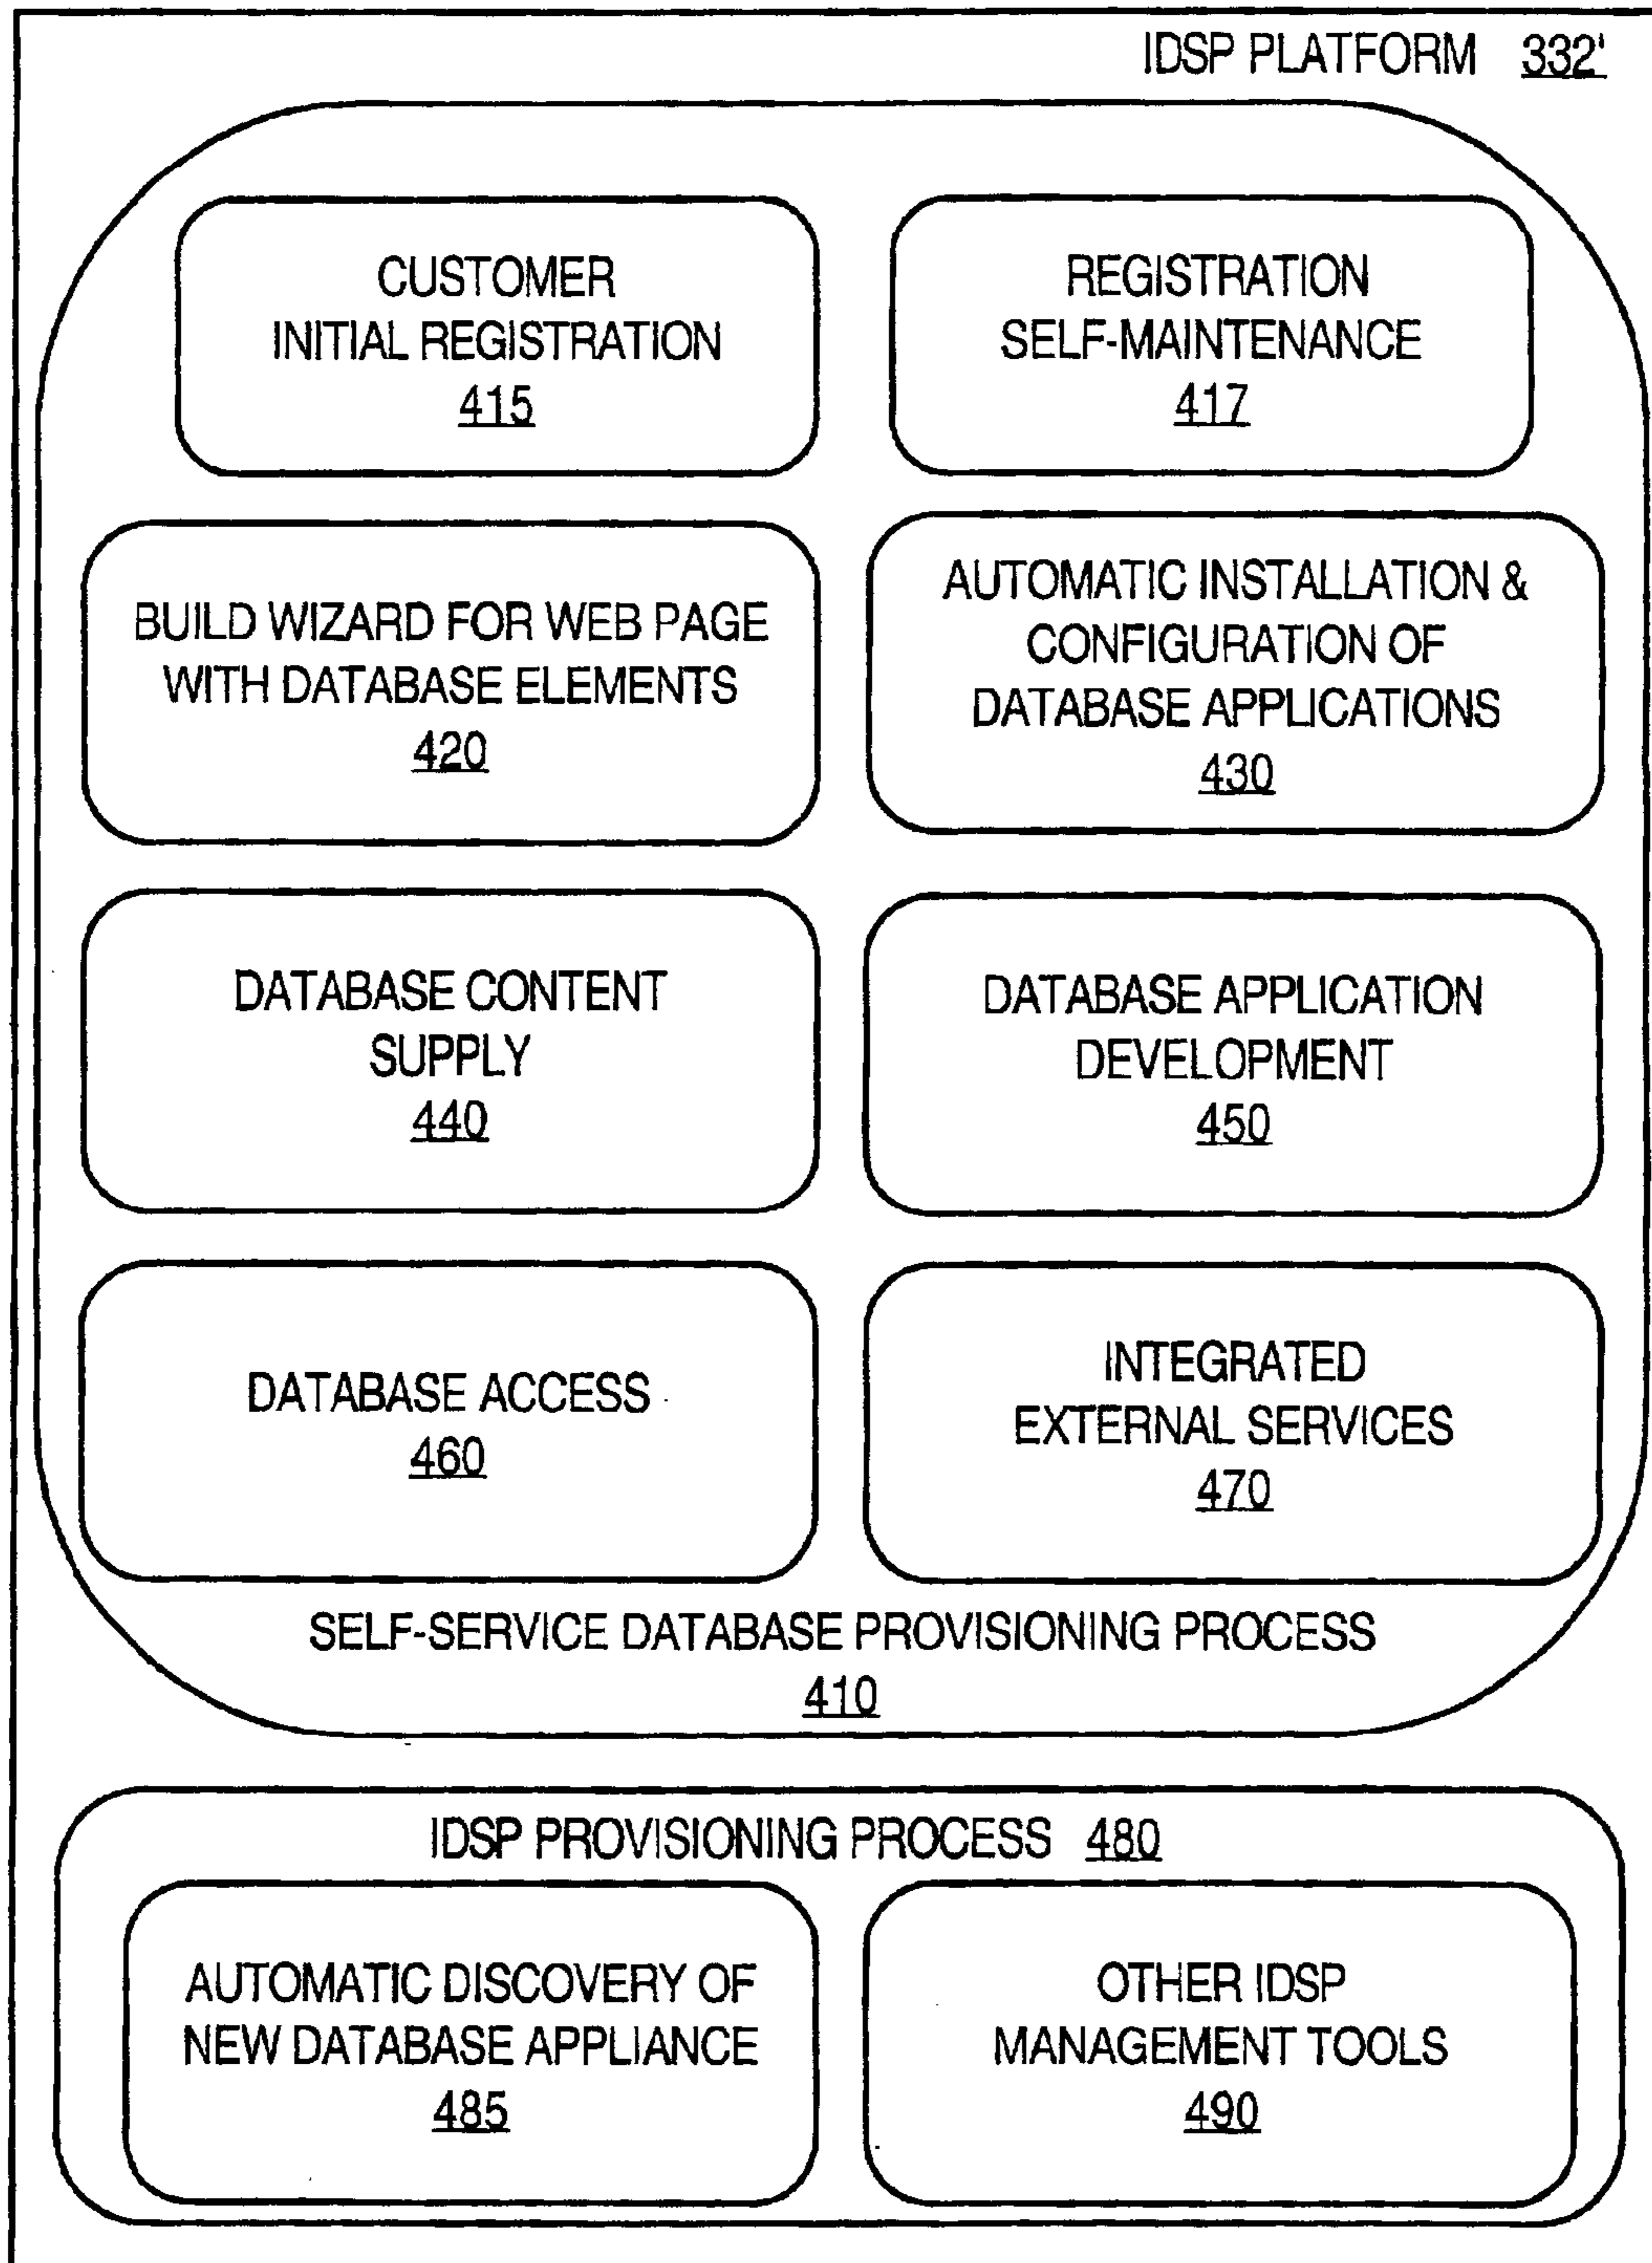 IDSP PLATFORM 332'
CUSTOMER
INITIAL REGISTRATION
415
REGISTRATION
SELF-MAINTENANCE
417
BUILD WIZARD FOR WEB PAGE
WITH DATABASE ELEMENTS
420
AUTOMATIC INSTALLATION &
CONFIGURATION OF
DATABASE APPLICATIONS
430
DATABASE CONTENT
SUPPLY
440
DATABASE APPLICATION
DEVELOPMENT
450
DATABASE ACCESS
460
INTEGRATED
EXTERNAL SERVICES
470
SELF-SERVICE DATABASE PROVISIONING PROCESS
410
IDSP PROVISIONING PROCESS 480
AUTOMATIC DISCOVERY OF
NEW DATABASE APPLIANCE
485
OTHER IDSP
MANAGEMENT TOOLS
490